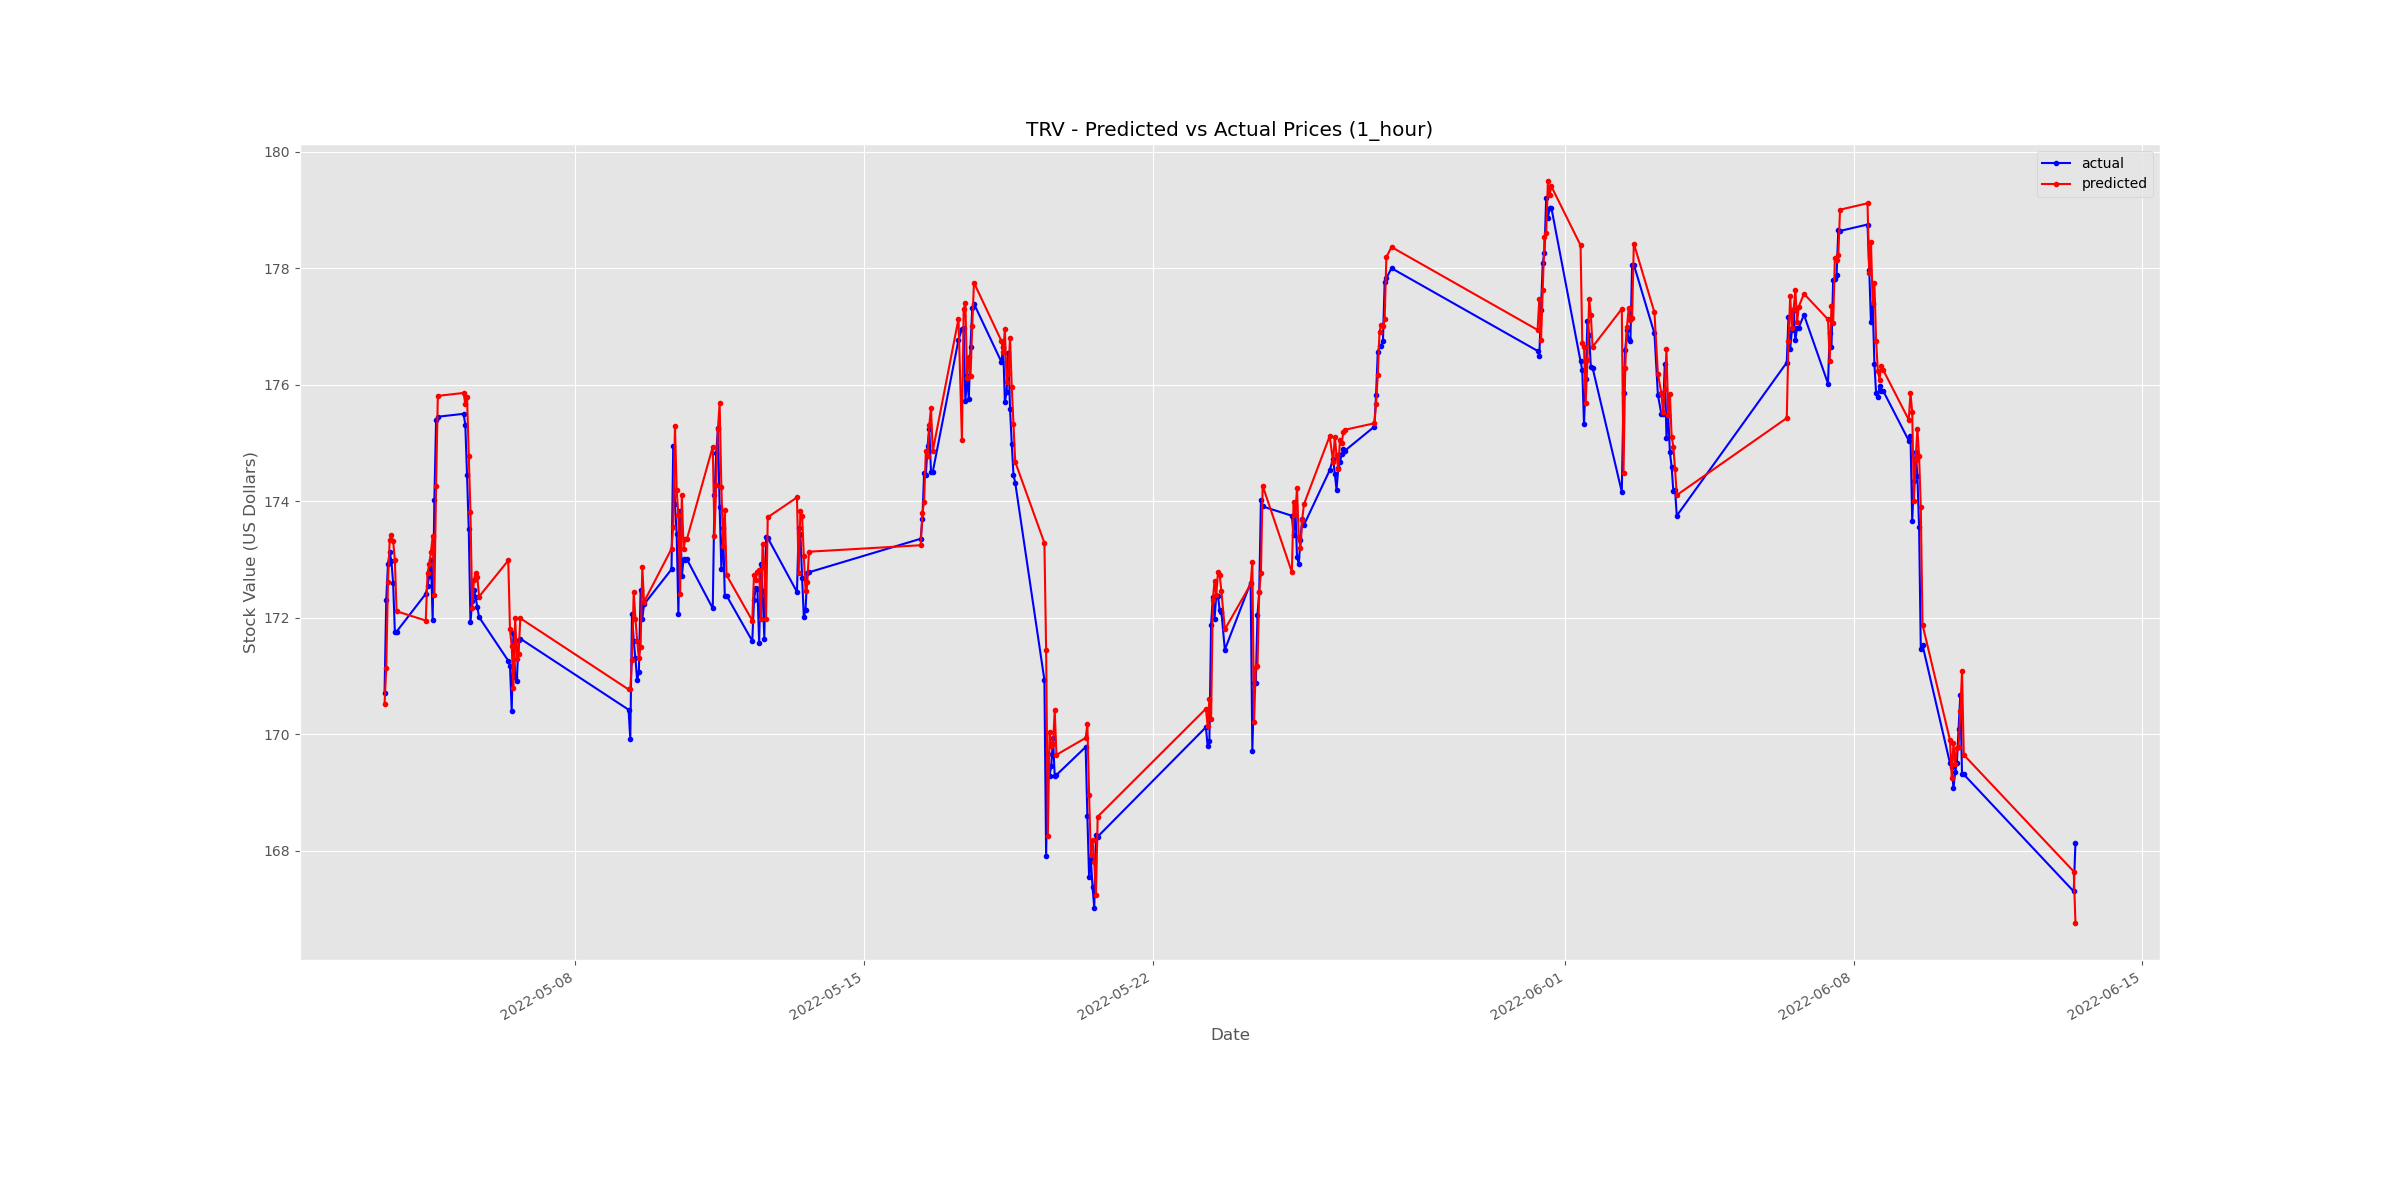 TRV - Predicted vs Actual Prices (1_hour)
actual
predicted
Stock Value (US Dollars)
180
178
176
174
172
170
168
2022-05-08
2022-05-15
2022-05-22
2022-06-01
2022-06-08
2022-06-15
Date